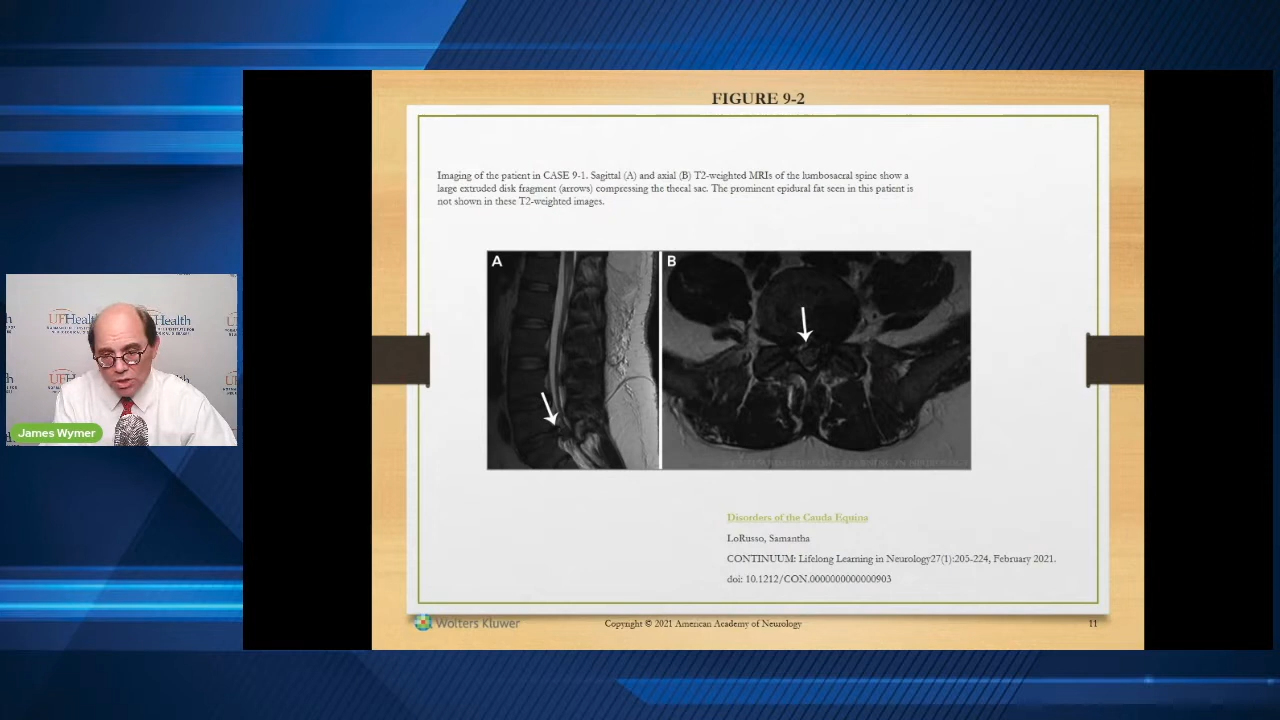 FIGURE 9-2
Imaging of the patient in CASE 9-1. Sagittal (A) and axial (B) T2-weighted MRIs of the lumbosacral spine show a
large extruded disk fragment (arrows) compressing the thecal sac. The prominent epidural fat seen in this patient is
not shown in these T2-weighted images.
A
B
UFHealth
James Wymer
Disorders of the Cauda Equina
LoRusso, Samantha
CONTINUUM: Lifelong Learning in Neurology27(1):205-224, February 2021.
doi: 10.1212/CON.0000000000000903
Wolters Kluwer
Copyright © 2021 American Academy of Neurology
11